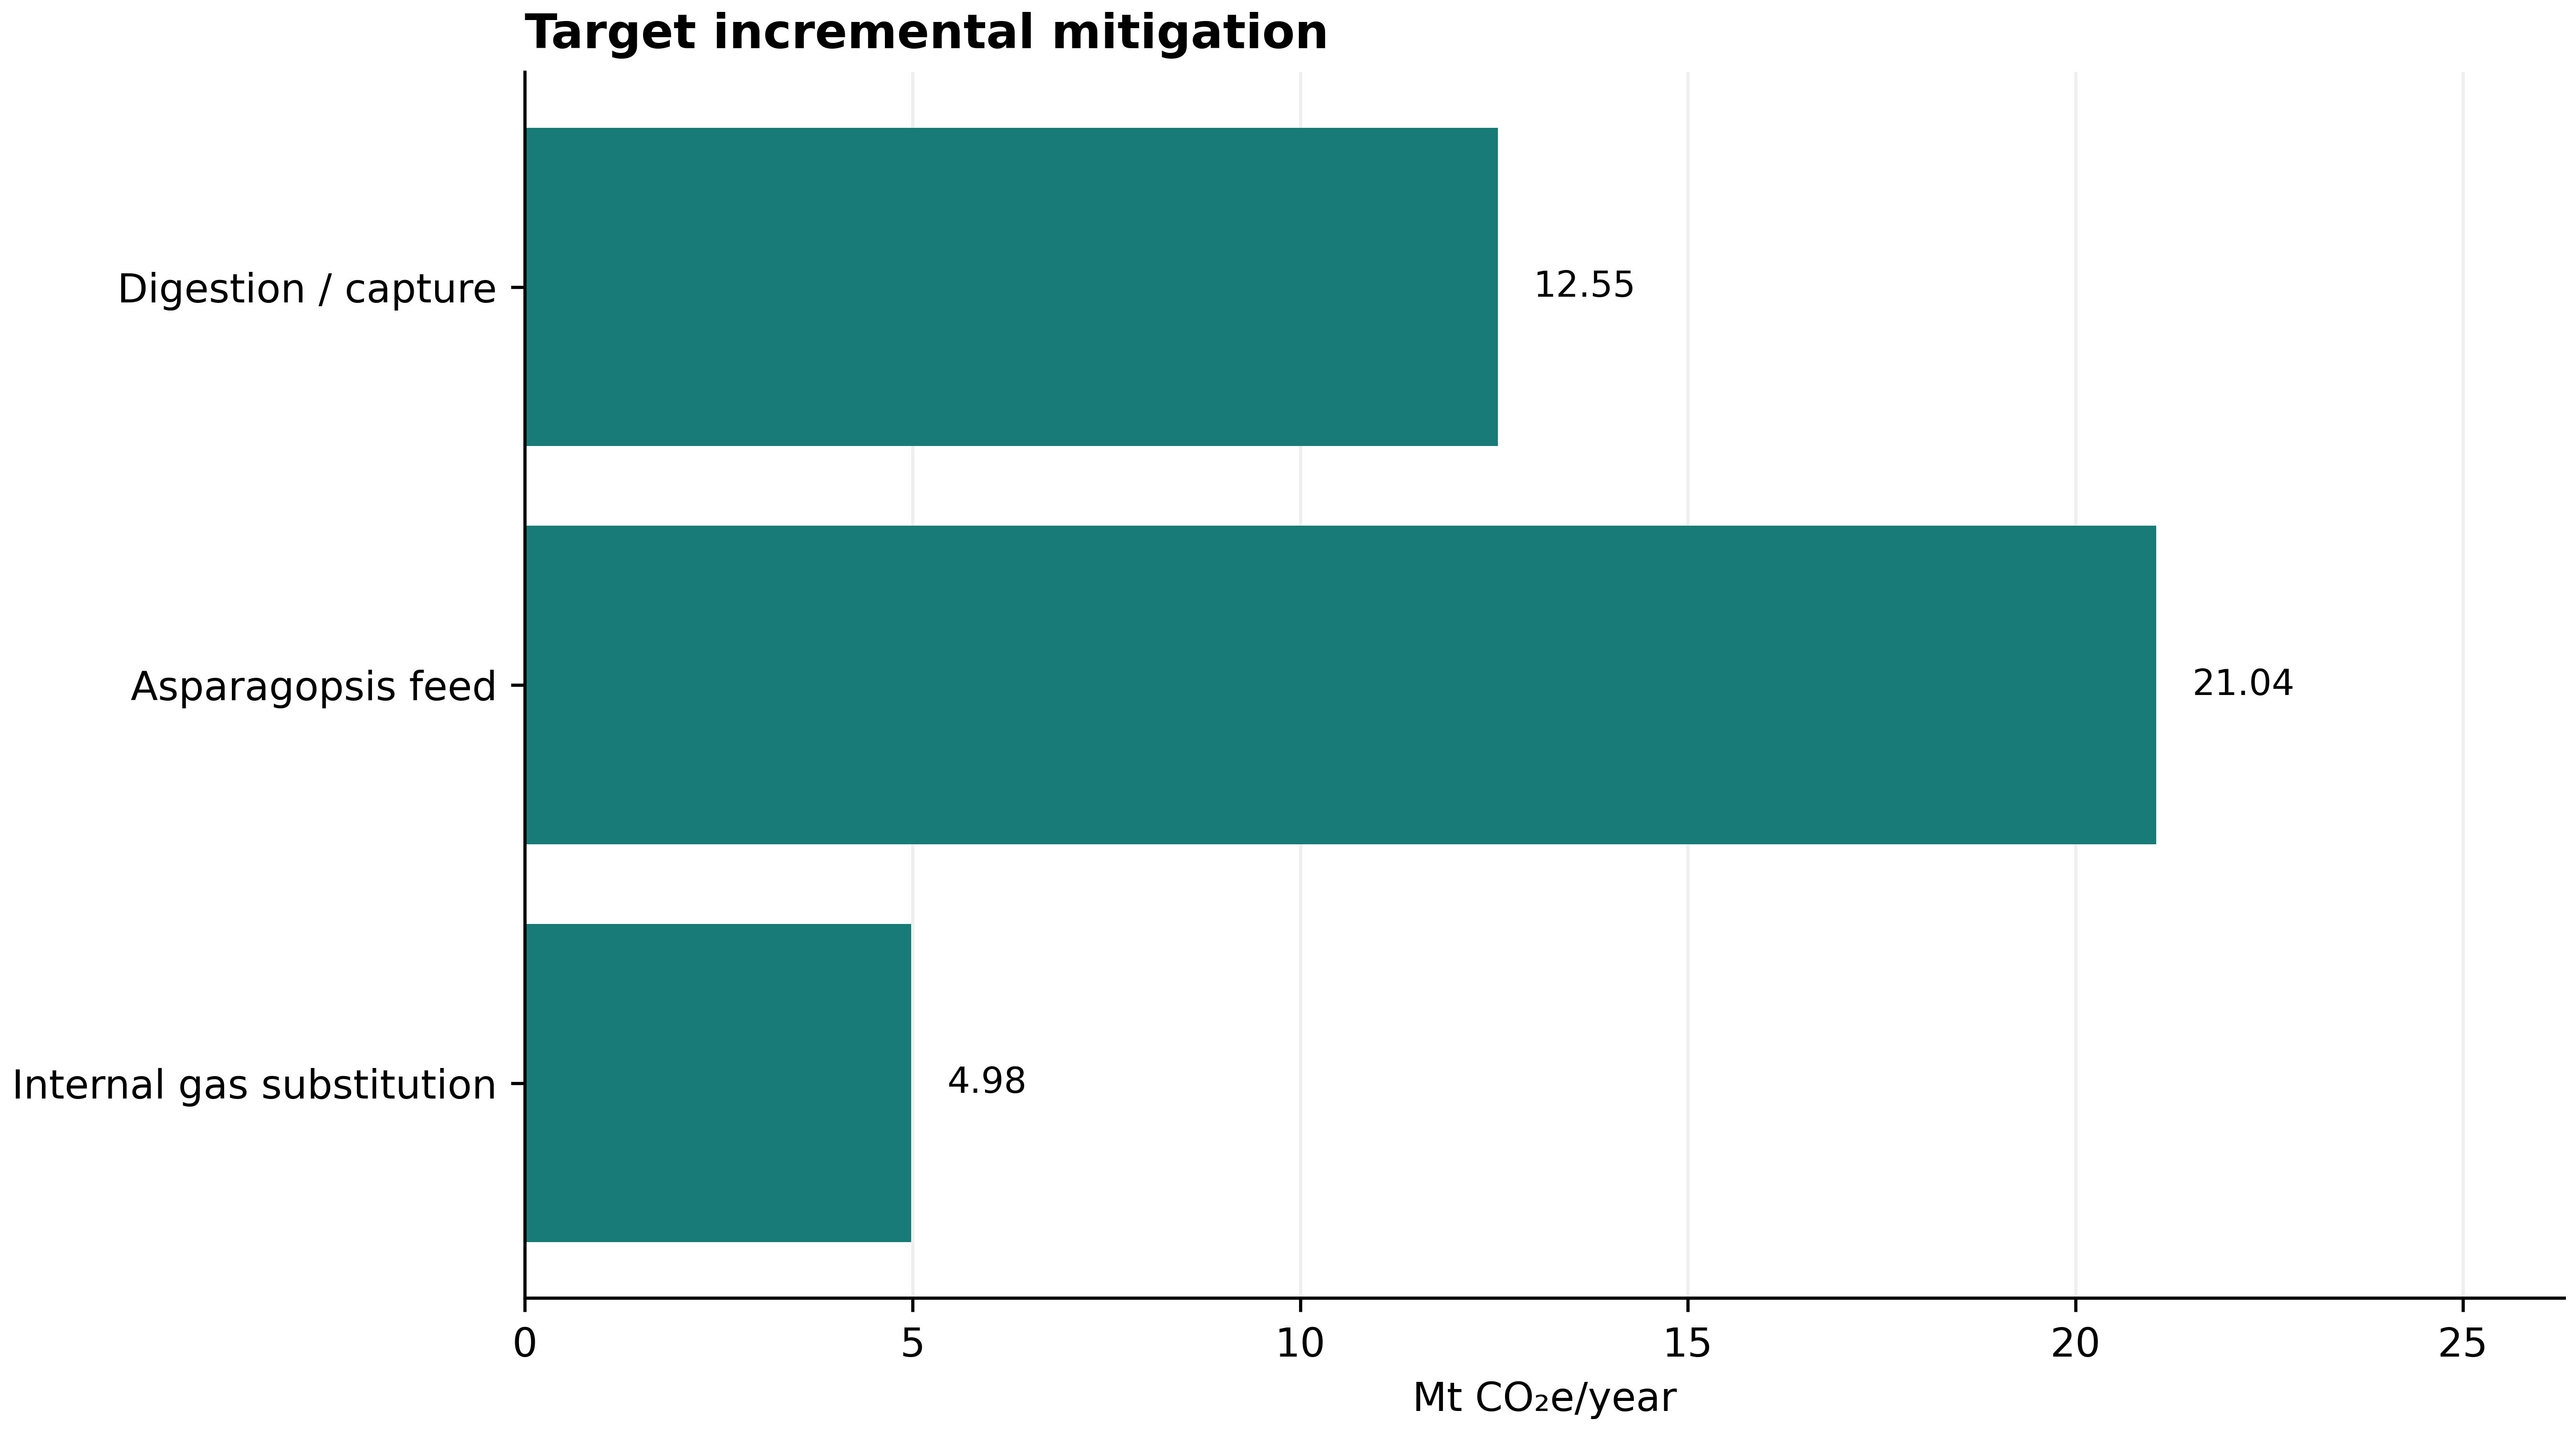 Target incremental mitigation
Digestion / capture
12.55
Asparagopsis feed
21.04
Internal gas substitution
4.98
0 5 10 15 20 25
Mt CO₂e/year